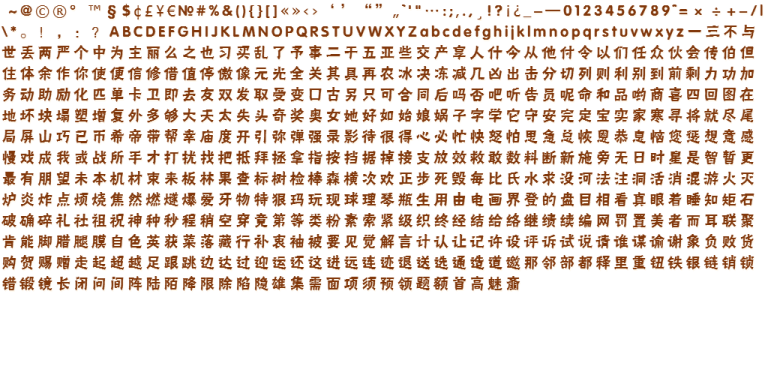 ~@©®°™§$¢£¥€№#%&(){}[]«»‹›‘’“”„`'"…:;,.,¸!?¡¿_–—0123456789ˆ=×÷+−/|
\*。！，：？ABCDEFGHIJKLMNOPQRSTUVWXYZabcdefghijklmnopqrstuvwxyz一三不与
世丢两严个中为主丽么之也习买乱了予事二干五亚些交产享人什今从他付令以们任众伙会传伯但
住体余作你使便信修借值停傲像元光全关其具再农冰决冻减几凶出击分切列则利别到前剩力功加
务动助励化匹单卡卫即去友双发取受变口古另只可合同后吗否吧听告员呢命和品哟商喜四回图在
地坏块塌塑增复外多够大天太失头奇奖奥女她好如始娘娲子字学它守安完定宝实家寒寻将就尽尾
局屏山巧已币希帝带帮幸庙度开引弥弹强录影待很得心必忙快怒怕思急总恢恩恭息恼您惩想意感
慢戏成我或战所手才打扰找把抵拜拯拿指按挡据掉接支放效救敢数料断新施旁无日时星是智暂更
最有朋望未本机材束来板林果查标树检棒森横次欢正步死毁每比氏水求没河法注洞活消混游火灭
炉炎炸点烦烧焦然燃燧爆爱牙物特狼玛玩现球理琴瓶生用由电画界登的盘目相看真眼着睡知矩石
破确碎礼社祖祝神种秒程稍空穿竟第等类粉素索紧级织终经结给络继续续编网罚置美者而耳联聚
肯能脚腊腿膜自色英获菜落藏行补衷袖被要见觉解言计认让记许设评诉试说请谁谋谕谢象负败货
购贺赐赠走起超越足跟跳边达过迎运还这进远连迹退送选通造道邀那邻部都释里重钮铁银链销锁
错锻镜长闭问间阵陆陌降限除陷隐雄集需面项须预领题额首高魅